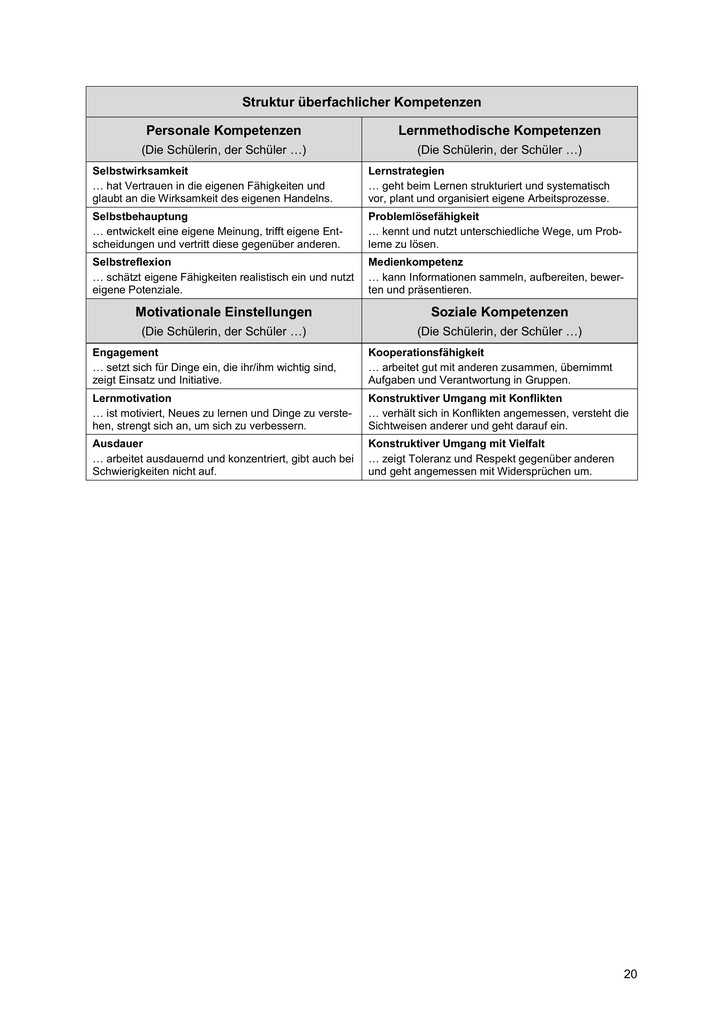 Struktur überfachlicher Kompetenzen
Personale Kompetenzen
(Die Schülerin, der Schüler …)
Lernmethodische Kompetenzen
(Die Schülerin, der Schüler …)
Selbstwirksamkeit
… hat Vertrauen in die eigenen Fähigkeiten und
glaubt an die Wirksamkeit des eigenen Handelns.
Lernstrategien
… geht beim Lernen strukturiert und systematisch
vor, plant und organisiert eigene Arbeitsprozesse.
Selbstbehauptung
… entwickelt eine eigene Meinung, trifft eigene Ent-
scheidungen und vertritt diese gegenüber anderen.
Problemlösefähigkeit
… kennt und nutzt unterschiedliche Wege, um Prob-
leme zu lösen.
Selbstreflexion
… schätzt eigene Fähigkeiten realistisch ein und nutzt
eigene Potenziale.
Medienkompetenz
… kann Informationen sammeln, aufbereiten, bewer-
ten und präsentieren.
Motivationale Einstellungen
(Die Schülerin, der Schüler …)
Soziale Kompetenzen
(Die Schülerin, der Schüler …)
Engagement
… setzt sich für Dinge ein, die ihr/ihm wichtig sind,
zeigt Einsatz und Initiative.
Kooperationsfähigkeit
… arbeitet gut mit anderen zusammen, übernimmt
Aufgaben und Verantwortung in Gruppen.
Lernmotivation
… ist motiviert, Neues zu lernen und Dinge zu verste-
hen, strengt sich an, um sich zu verbessern.
Konstruktiver Umgang mit Konflikten
… verhält sich in Konflikten angemessen, versteht die
Sichtweisen anderer und geht darauf ein.
Ausdauer
… arbeitet ausdauernd und konzentriert, gibt auch bei
Schwierigkeiten nicht auf.
Konstruktiver Umgang mit Vielfalt
… zeigt Toleranz und Respekt gegenüber anderen
und geht angemessen mit Widersprüchen um.
20